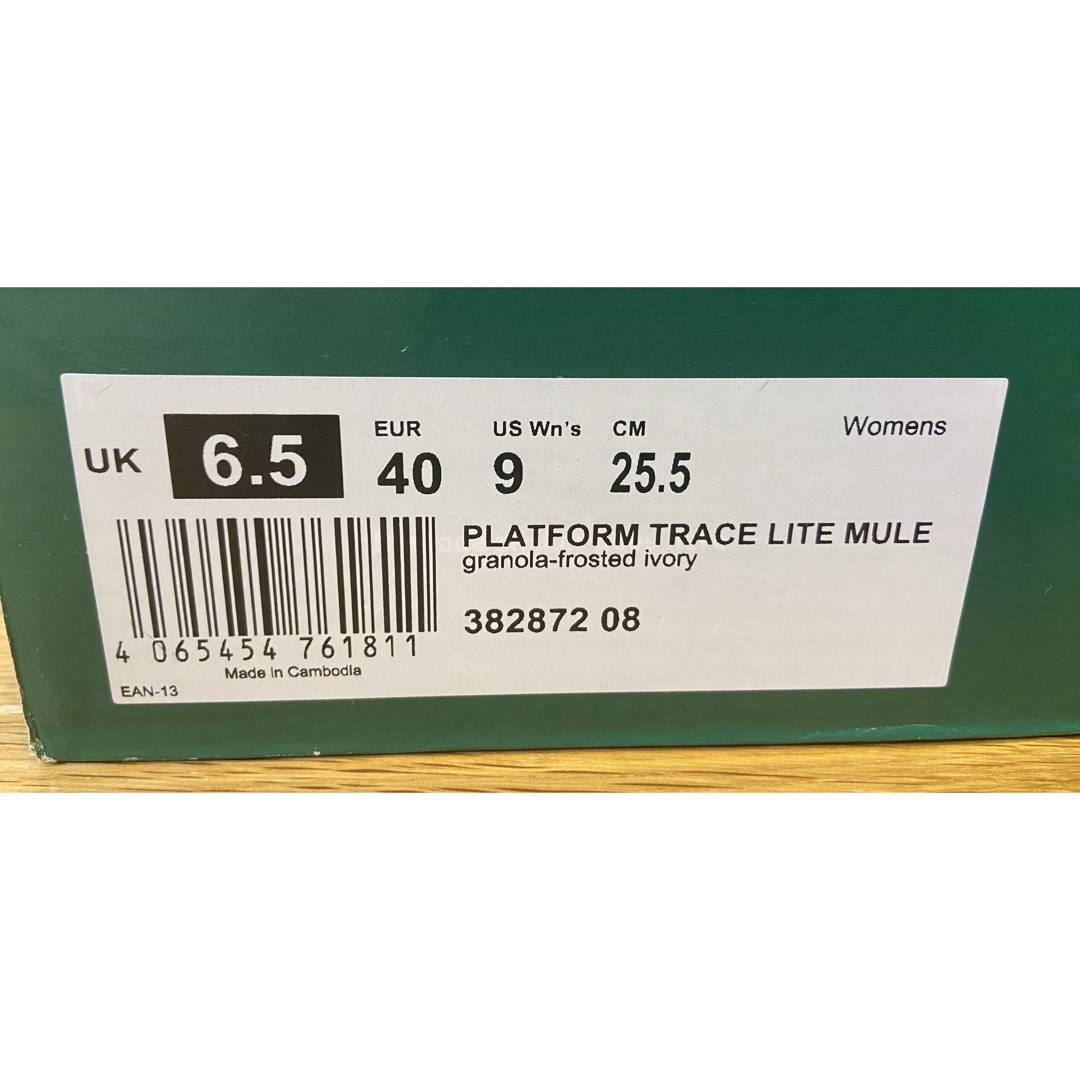 UK 6.5 EUR 40 US Wn's 9 CM 25.5 Womens
PLATFORM TRACE LITE MULE
granola-frosted ivory
382872 08
4 065454 761811
Made in Cambodia
EAN-13